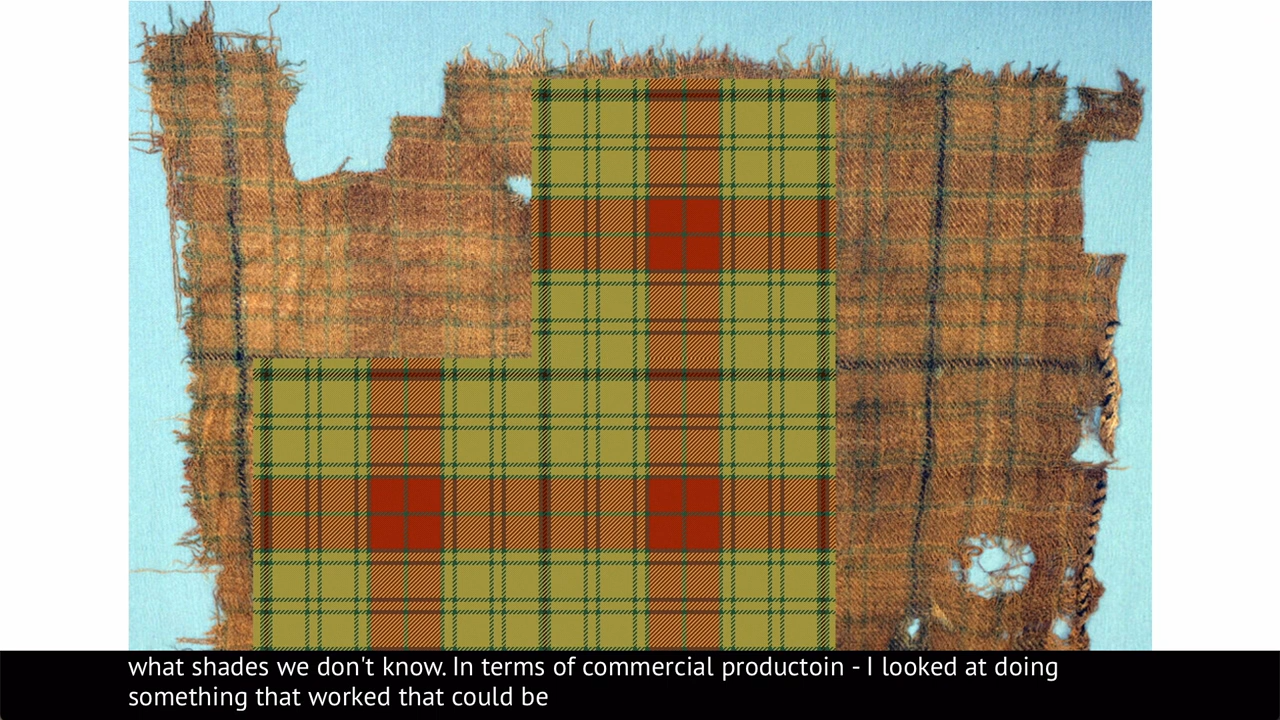 what shades we don't know. In terms of commercial productoin - I looked at doing
something that worked that could be